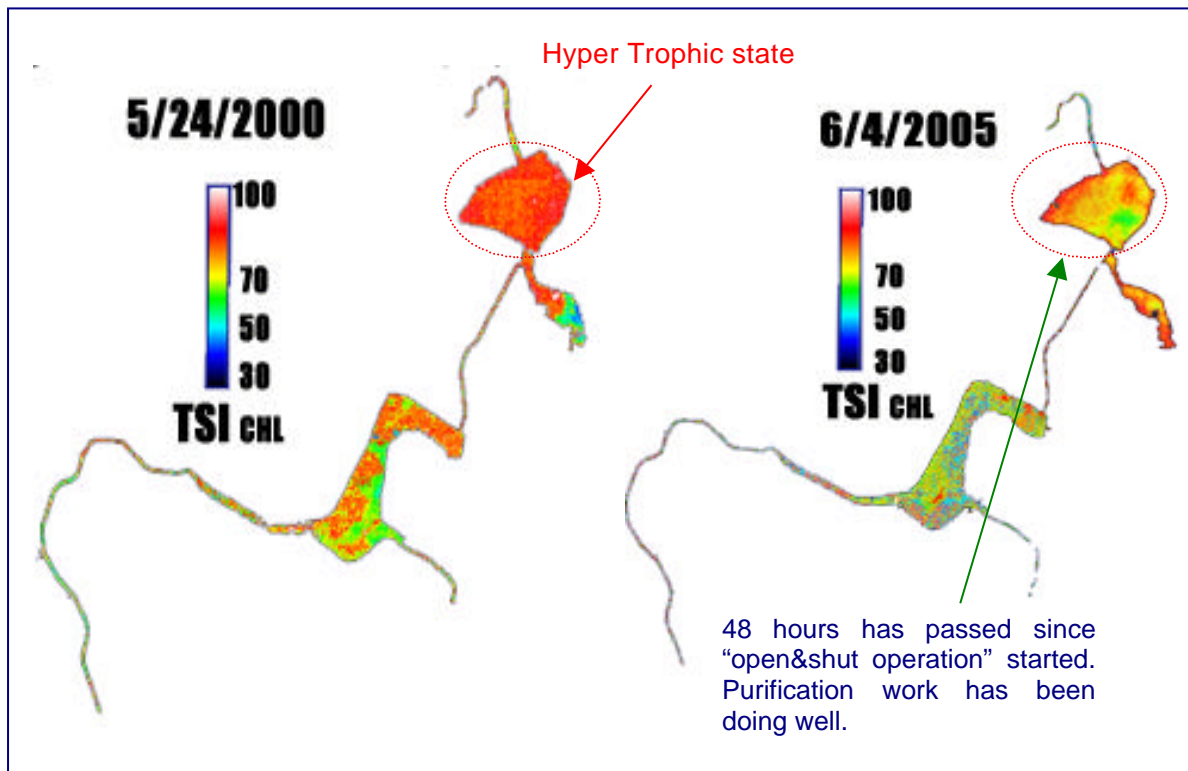 Hyper Trophic state
5/24/2000
100
70
50
30
TSI CHL
6/4/2005
100
70
50
30
TSI CHL
48 hours has passed since
“open&shut operation” started.
Purification work has been
doing well.